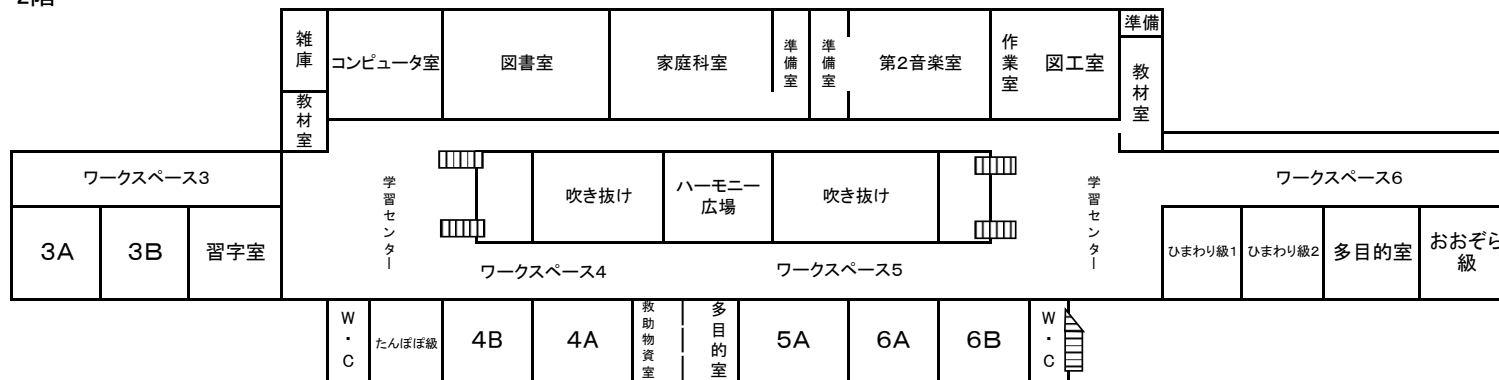 2階
雑庫
コンピュータ室
図書室
家庭科室
準備室
準備室
第2音楽室
作業室
図工室
準備
教材室
教材室
ワークスペース3
学習センター
吹き抜け
ハーモニー
広場
吹き抜け
学習センター
ワークスペース6
3A
3B
習字室
ワークスペース4
ワークスペース5
ひまわり級1
ひまわり級2
多目的室
おおぞら
級
W・C
たんぽぽ級
4B
4A
救助物資室
多目的室
5A
6A
6B
W・C